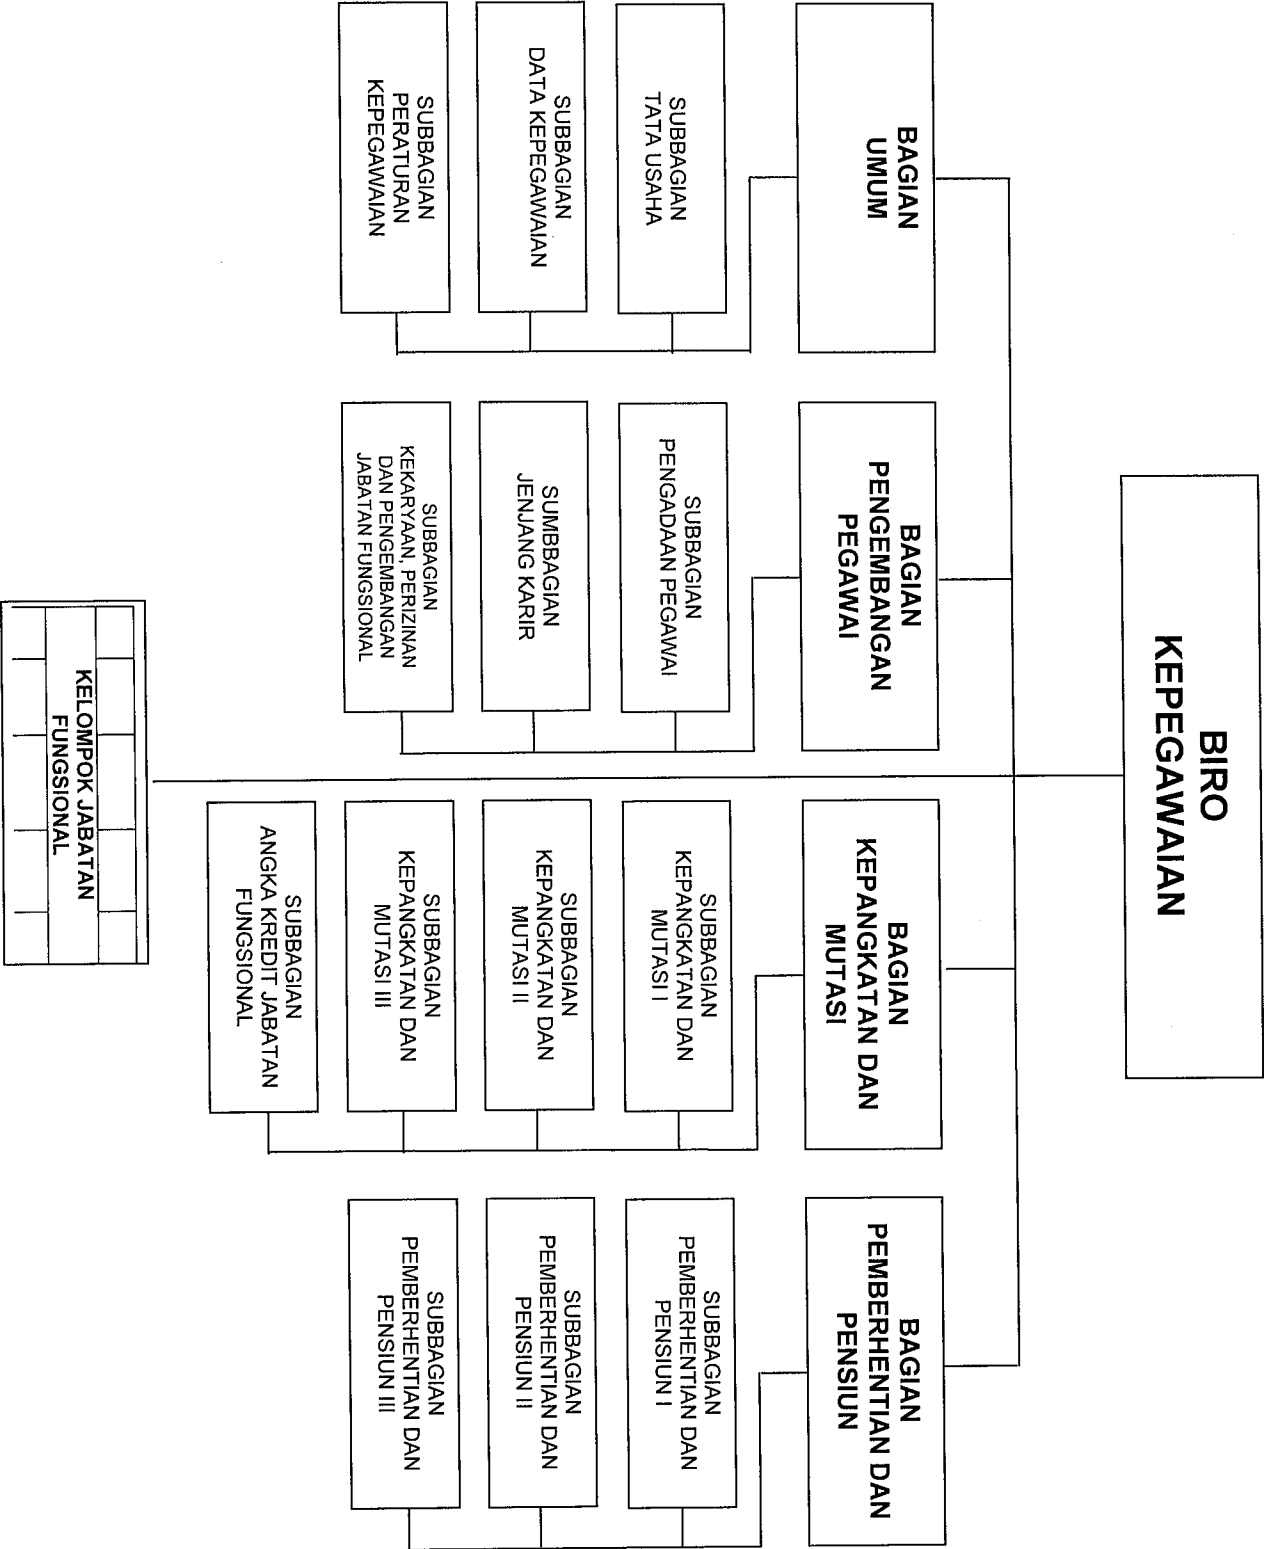 BIRO
KEPEGAWAIAN
BAGIAN
UMUM
SUBBAGIAN
TATA USAHA
SUBBAGIAN
DATA KEPEGAWAIAN
SUBBAGIAN
PERATURAN
KEPEGAWAIAN
BAGIAN
PENGEMBANGAN
PEGAWAI
SUBBAGIAN
PENGADAAN PEGAWAI
SUMBBAGIAN
JENJANG KARIR
SUBBAGIAN
KEKARYAAN, PERIZINAN
DAN PENGEMBANGAN
JABATAN FUNGSIONAL
BAGIAN
KEPANGKATAN DAN
MUTASI
SUBBAGIAN
KEPANGKATAN DAN
MUTASI I
SUBBAGIAN
KEPANGKATAN DAN
MUTASI II
SUBBAGIAN
KEPANGKATAN DAN
MUTASI III
SUBBAGIAN
ANGKA KREDIT JABATAN
FUNGSIONAL
BAGIAN
PEMBERHENTIAN DAN
PENSIUN
SUBBAGIAN
PEMBERHENTIAN DAN
PENSIUN I
SUBBAGIAN
PEMBERHENTIAN DAN
PENSIUN II
SUBBAGIAN
PEMBERHENTIAN DAN
PENSIUN III
KELOMPOK JABATAN
FUNGSIONAL